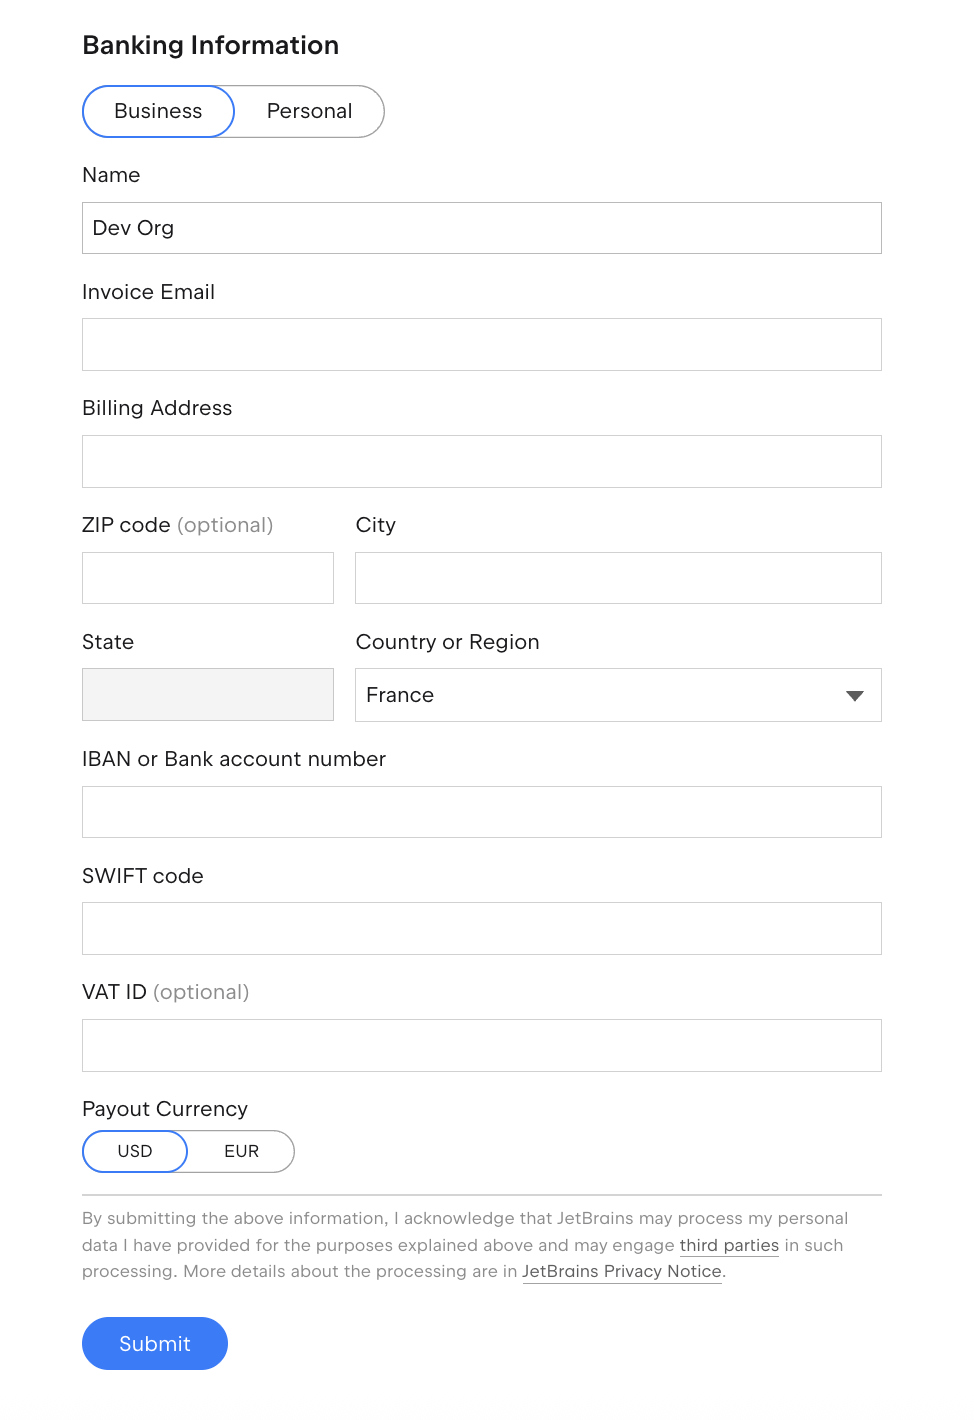 Banking Information
Business Personal
Name
Dev Org
Invoice Email
Billing Address
ZIP code (optional) City
State Country or Region
France
IBAN or Bank account number
SWIFT code
VAT ID (optional)
Payout Currency
USD EUR
By submitting the above information, I acknowledge that JetBrains may process my personal
data I have provided for the purposes explained above and may engage third parties in such
processing. More details about the processing are in JetBrains Privacy Notice.
Submit